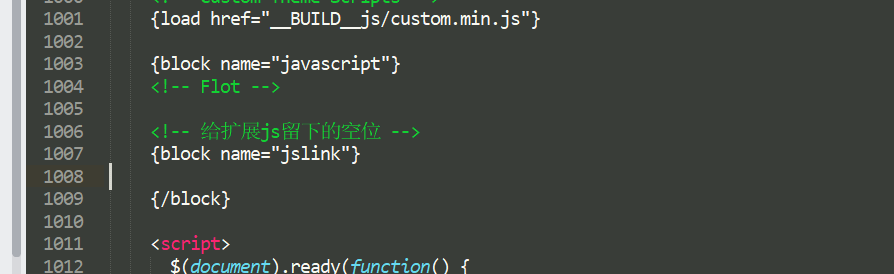 1000 <!-- Custom Theme Scripts -->
1001 {load href="__BUILD__js/custom.min.js"}
1002
1003 {block name="javascript"}
1004 <!-- Flot -->
1005
1006 <!-- 给扩展js留下的空位 -->
1007 {block name="jslink"}
1008
1009 {/block}
1010
1011 <script>
1012 $(document).ready(function() {